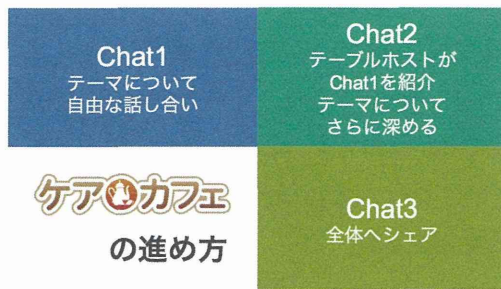 Chat1
テーマについて
自由な話し合い
Chat2
テーブルホストが
Chat1を紹介
テーマについて
さらに深める
ケアカフェ
の進め方
Chat3
全体へシェア